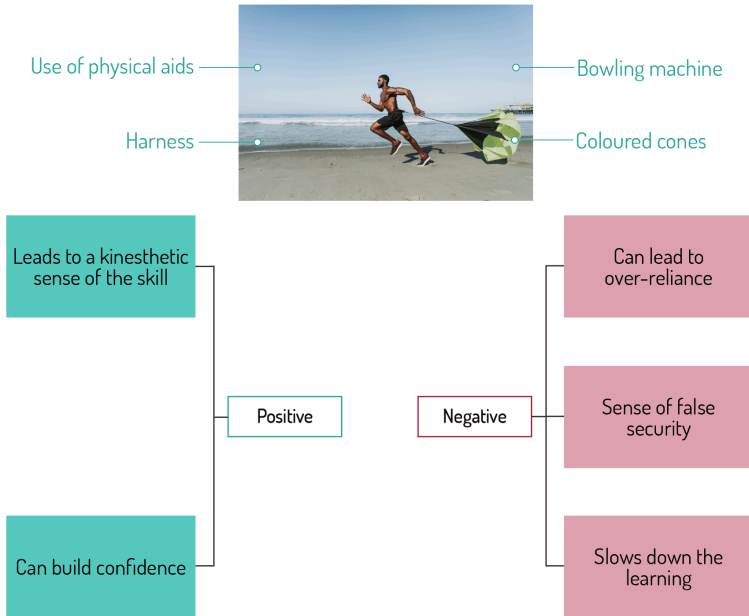 Use of physical aids
Bowling machine
Harness
Coloured cones
Leads to a kinesthetic
sense of the skill
Can build confidence
Positive
Negative
Can lead to
over-reliance
Sense of false
security
Slows down the
learning